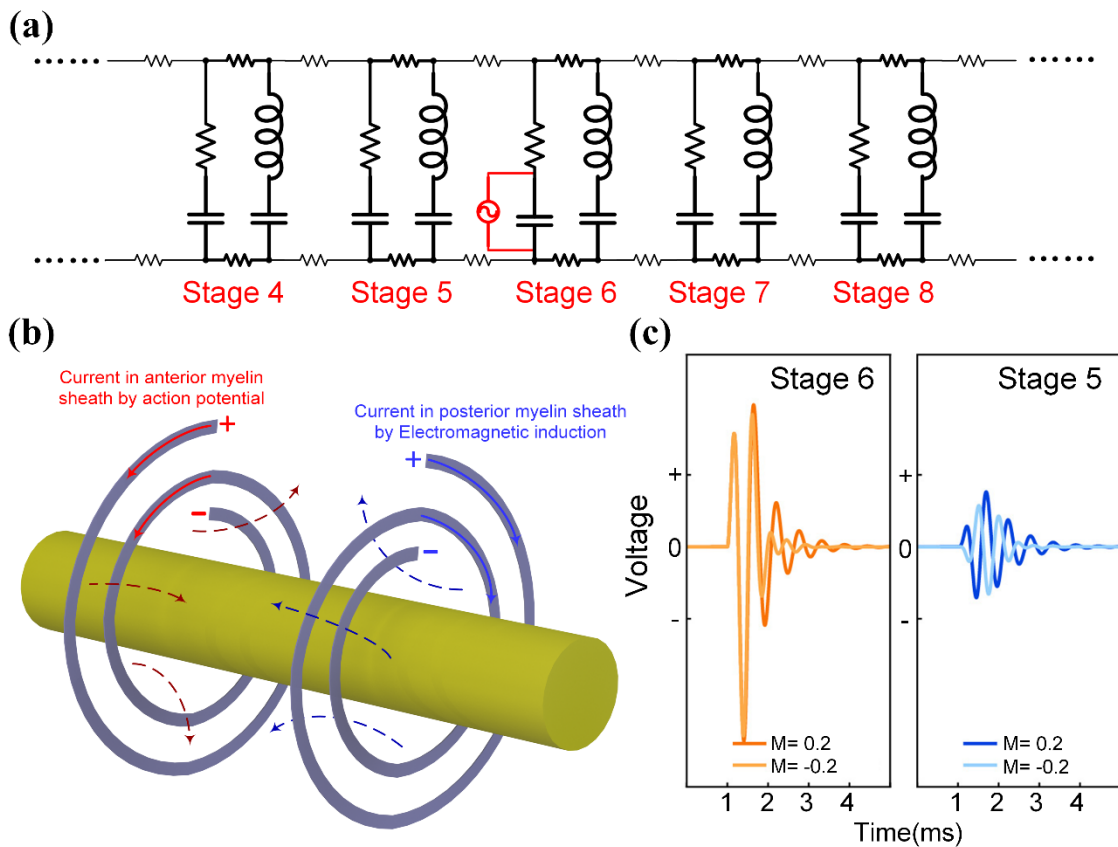 (a)
Stage 4
Stage 5
Stage 6
Stage 7
Stage 8
(b)
Current in anterior myelin
sheath by action potential
+
-
Current in posterior myelin sheath
by Electromagnetic induction
+
-
(c)
Stage 6
Stage 5
Voltage
+
0
-
+
0
-
M= 0.2
M= -0.2
M= 0.2
M= -0.2
1 2 3 4
1 2 3 4
Time(ms)